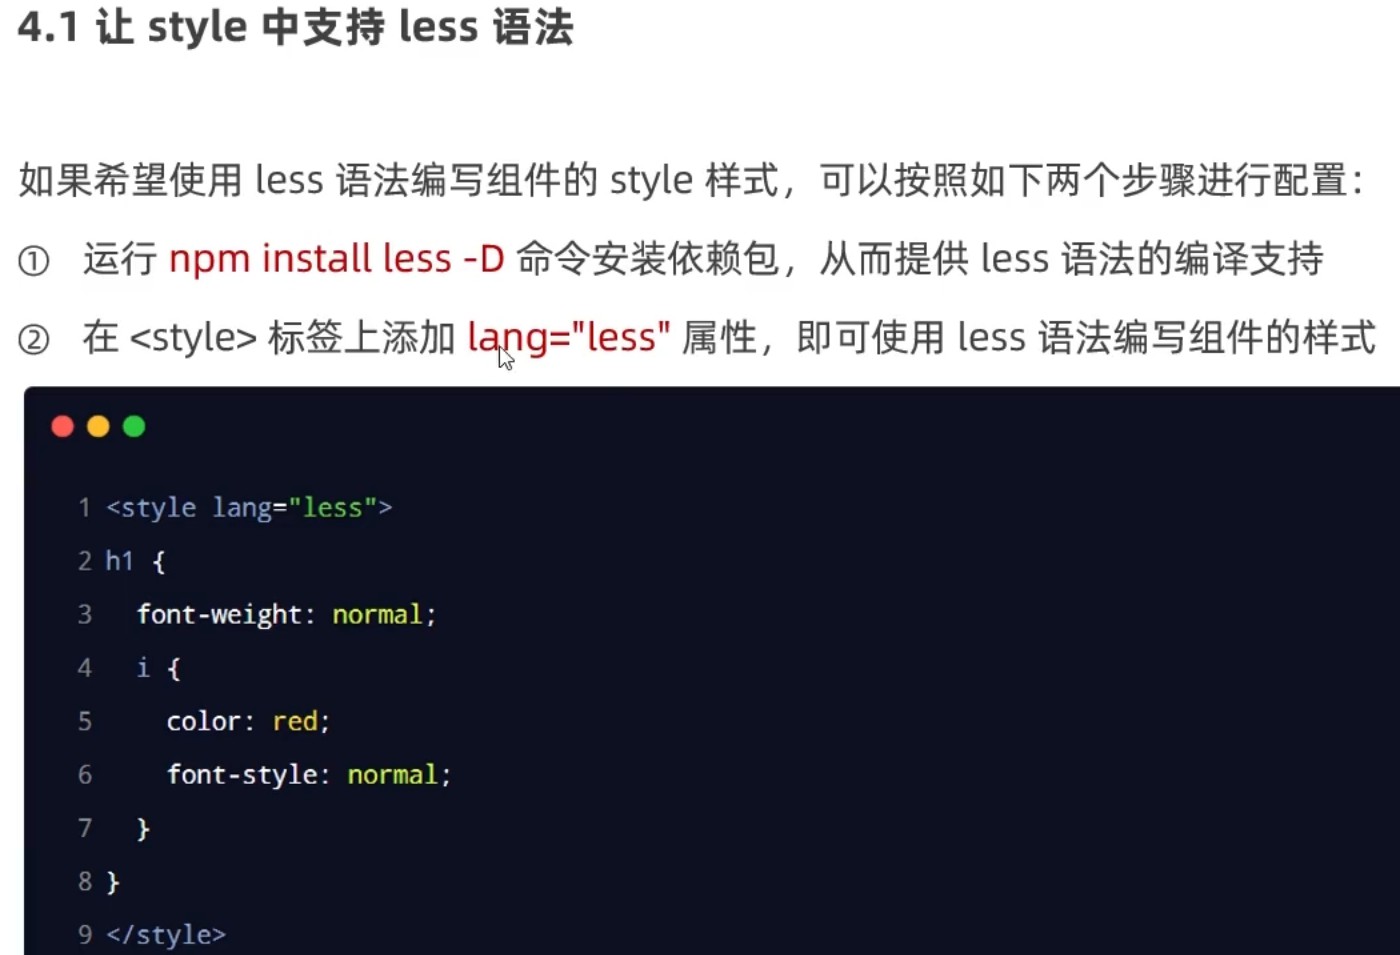 4.1 让 style 中支持 less 语法
如果希望使用 less 语法编写组件的 style 样式，可以按照如下两个步骤进行配置：
① 运行 npm install less -D 命令安装依赖包，从而提供 less 语法的编译支持
② 在 <style> 标签上添加 lang="less" 属性，即可使用 less 语法编写组件的样式
1 <style lang="less">
2 h1 {
3   font-weight: normal;
4   i {
5     color: red;
6     font-style: normal;
7   }
8 }
9 </style>